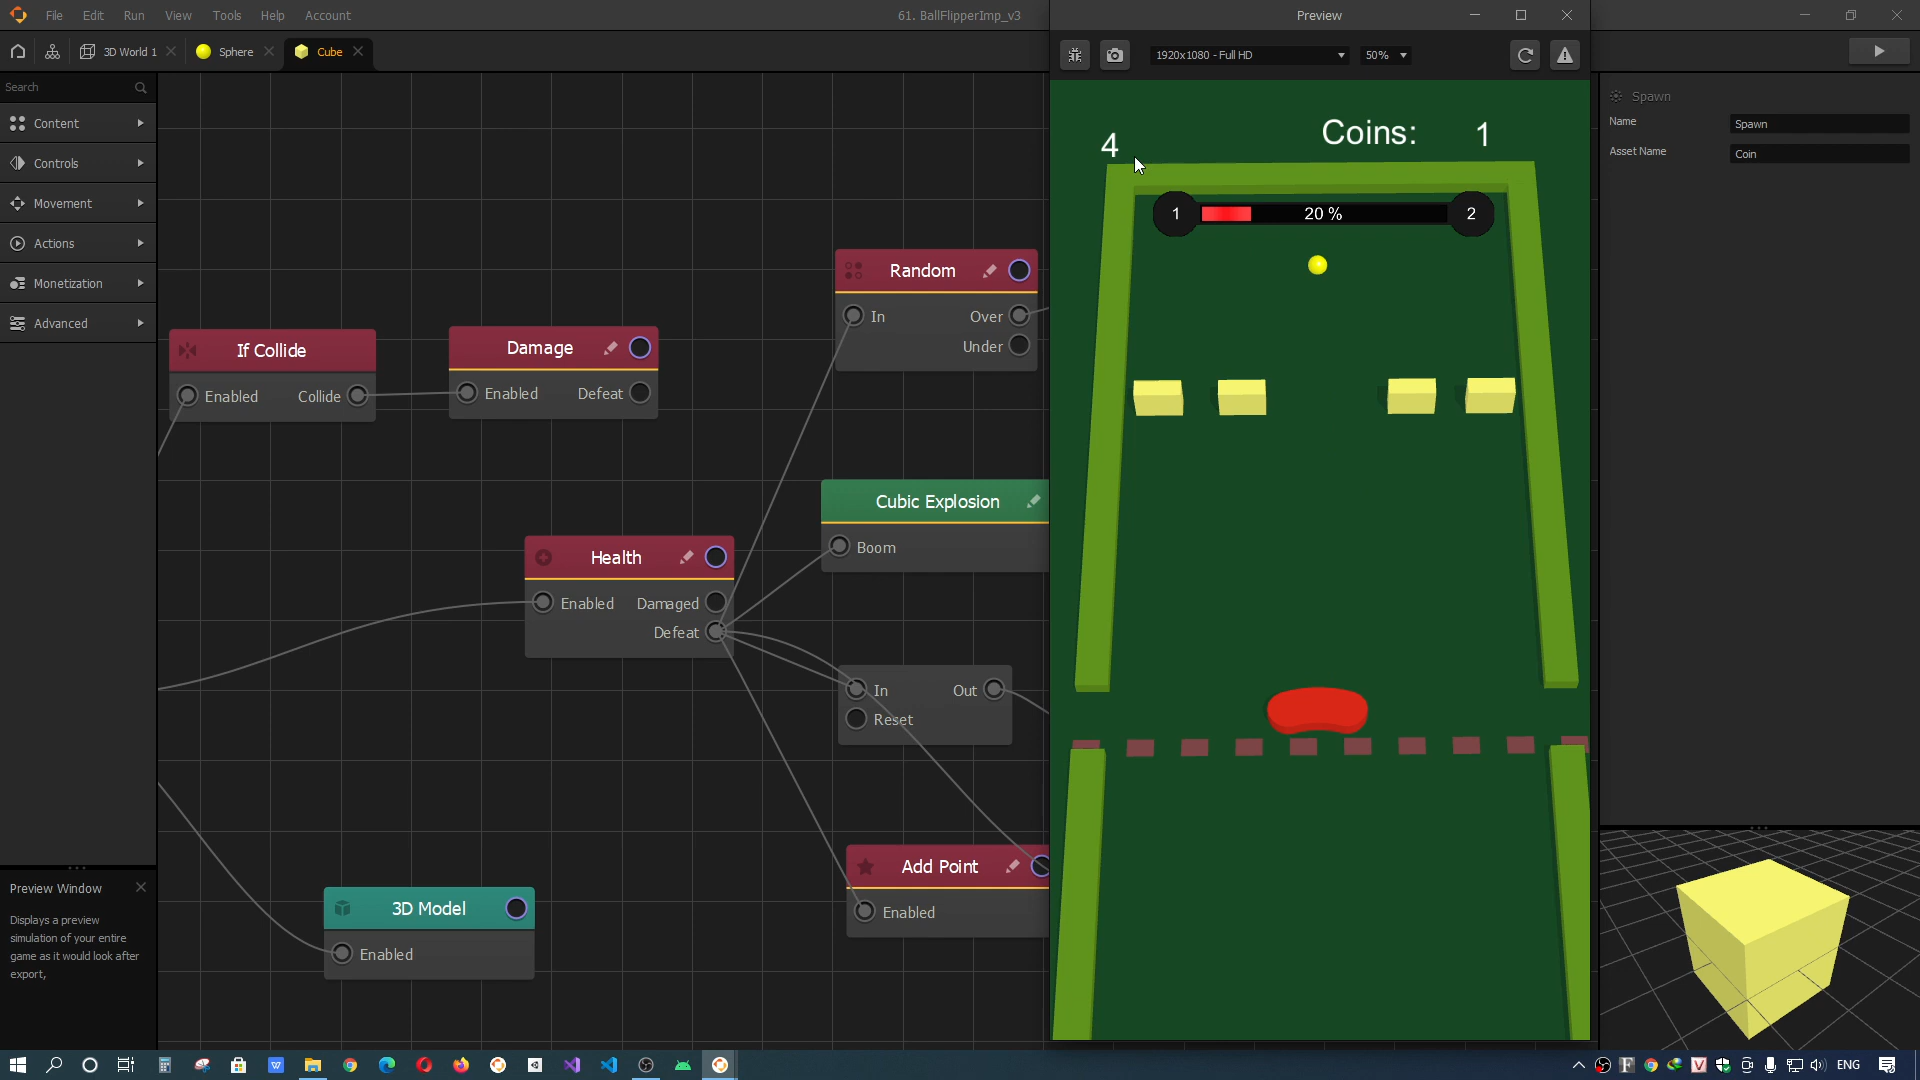 File Edit Run View Tools Help Account
61. BallFlipperImp_v3
Preview
3D World 1
Sphere
Cube
1920x1080 - Full HD
50%
Search
Content
Controls
Movement
Actions
Monetization
Advanced
If Collide
Enabled Collide
Damage
Enabled Defeat
Random
In Over
Under
Cubic Explosion
Boom
Health
Enabled Damaged
Defeat
In Out
Reset
Add Point
Enabled
3D Model
Enabled
4
Coins: 1
1
20 %
2
Spawn
Name Spawn
Asset Name Coin
Preview Window
Displays a preview
simulation of your entire
game as it would look after
export,
ENG